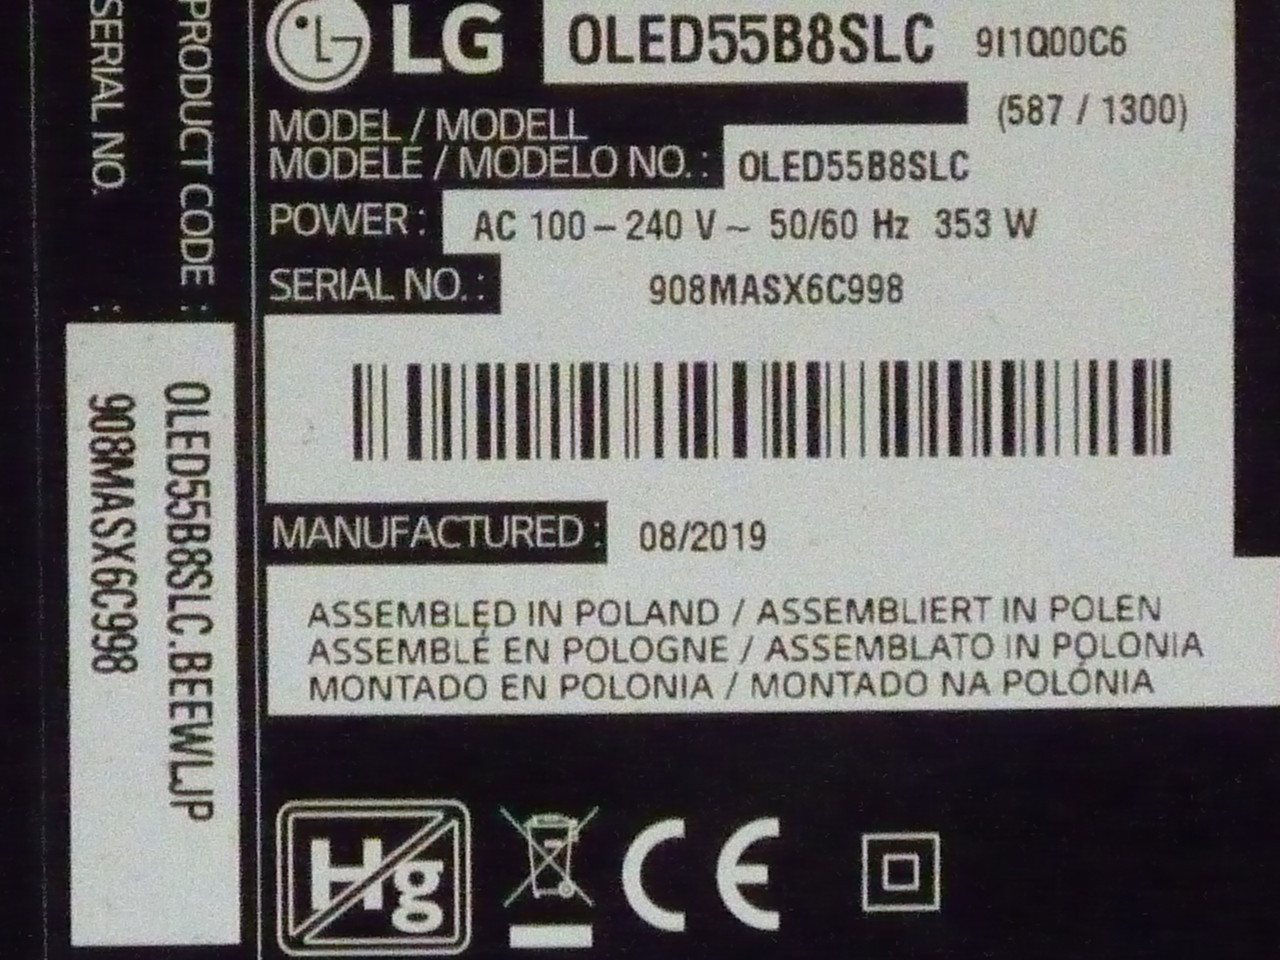 LG OLED55B8SLC 9I1Q00C6
(587 / 1300)
MODEL / MODELL
MODÈLE / MODELO NO. : OLED55B8SLC
POWER : AC 100 – 240 V ~ 50/60 Hz 353 W
SERIAL NO. : 908MASX6C998
MANUFACTURED : 08/2019
ASSEMBLED IN POLAND / ASSEMBLIERT IN POLEN
ASSEMBLÉ EN POLOGNE / ASSEMBLATO IN POLONIA
MONTADO EN POLONIA / MONTADO NA POLÓNIA
Hg
CE
PRODUCT CODE : OLED55B8SLC.BEEWLJP
SERIAL NO. : 908MASX6C998